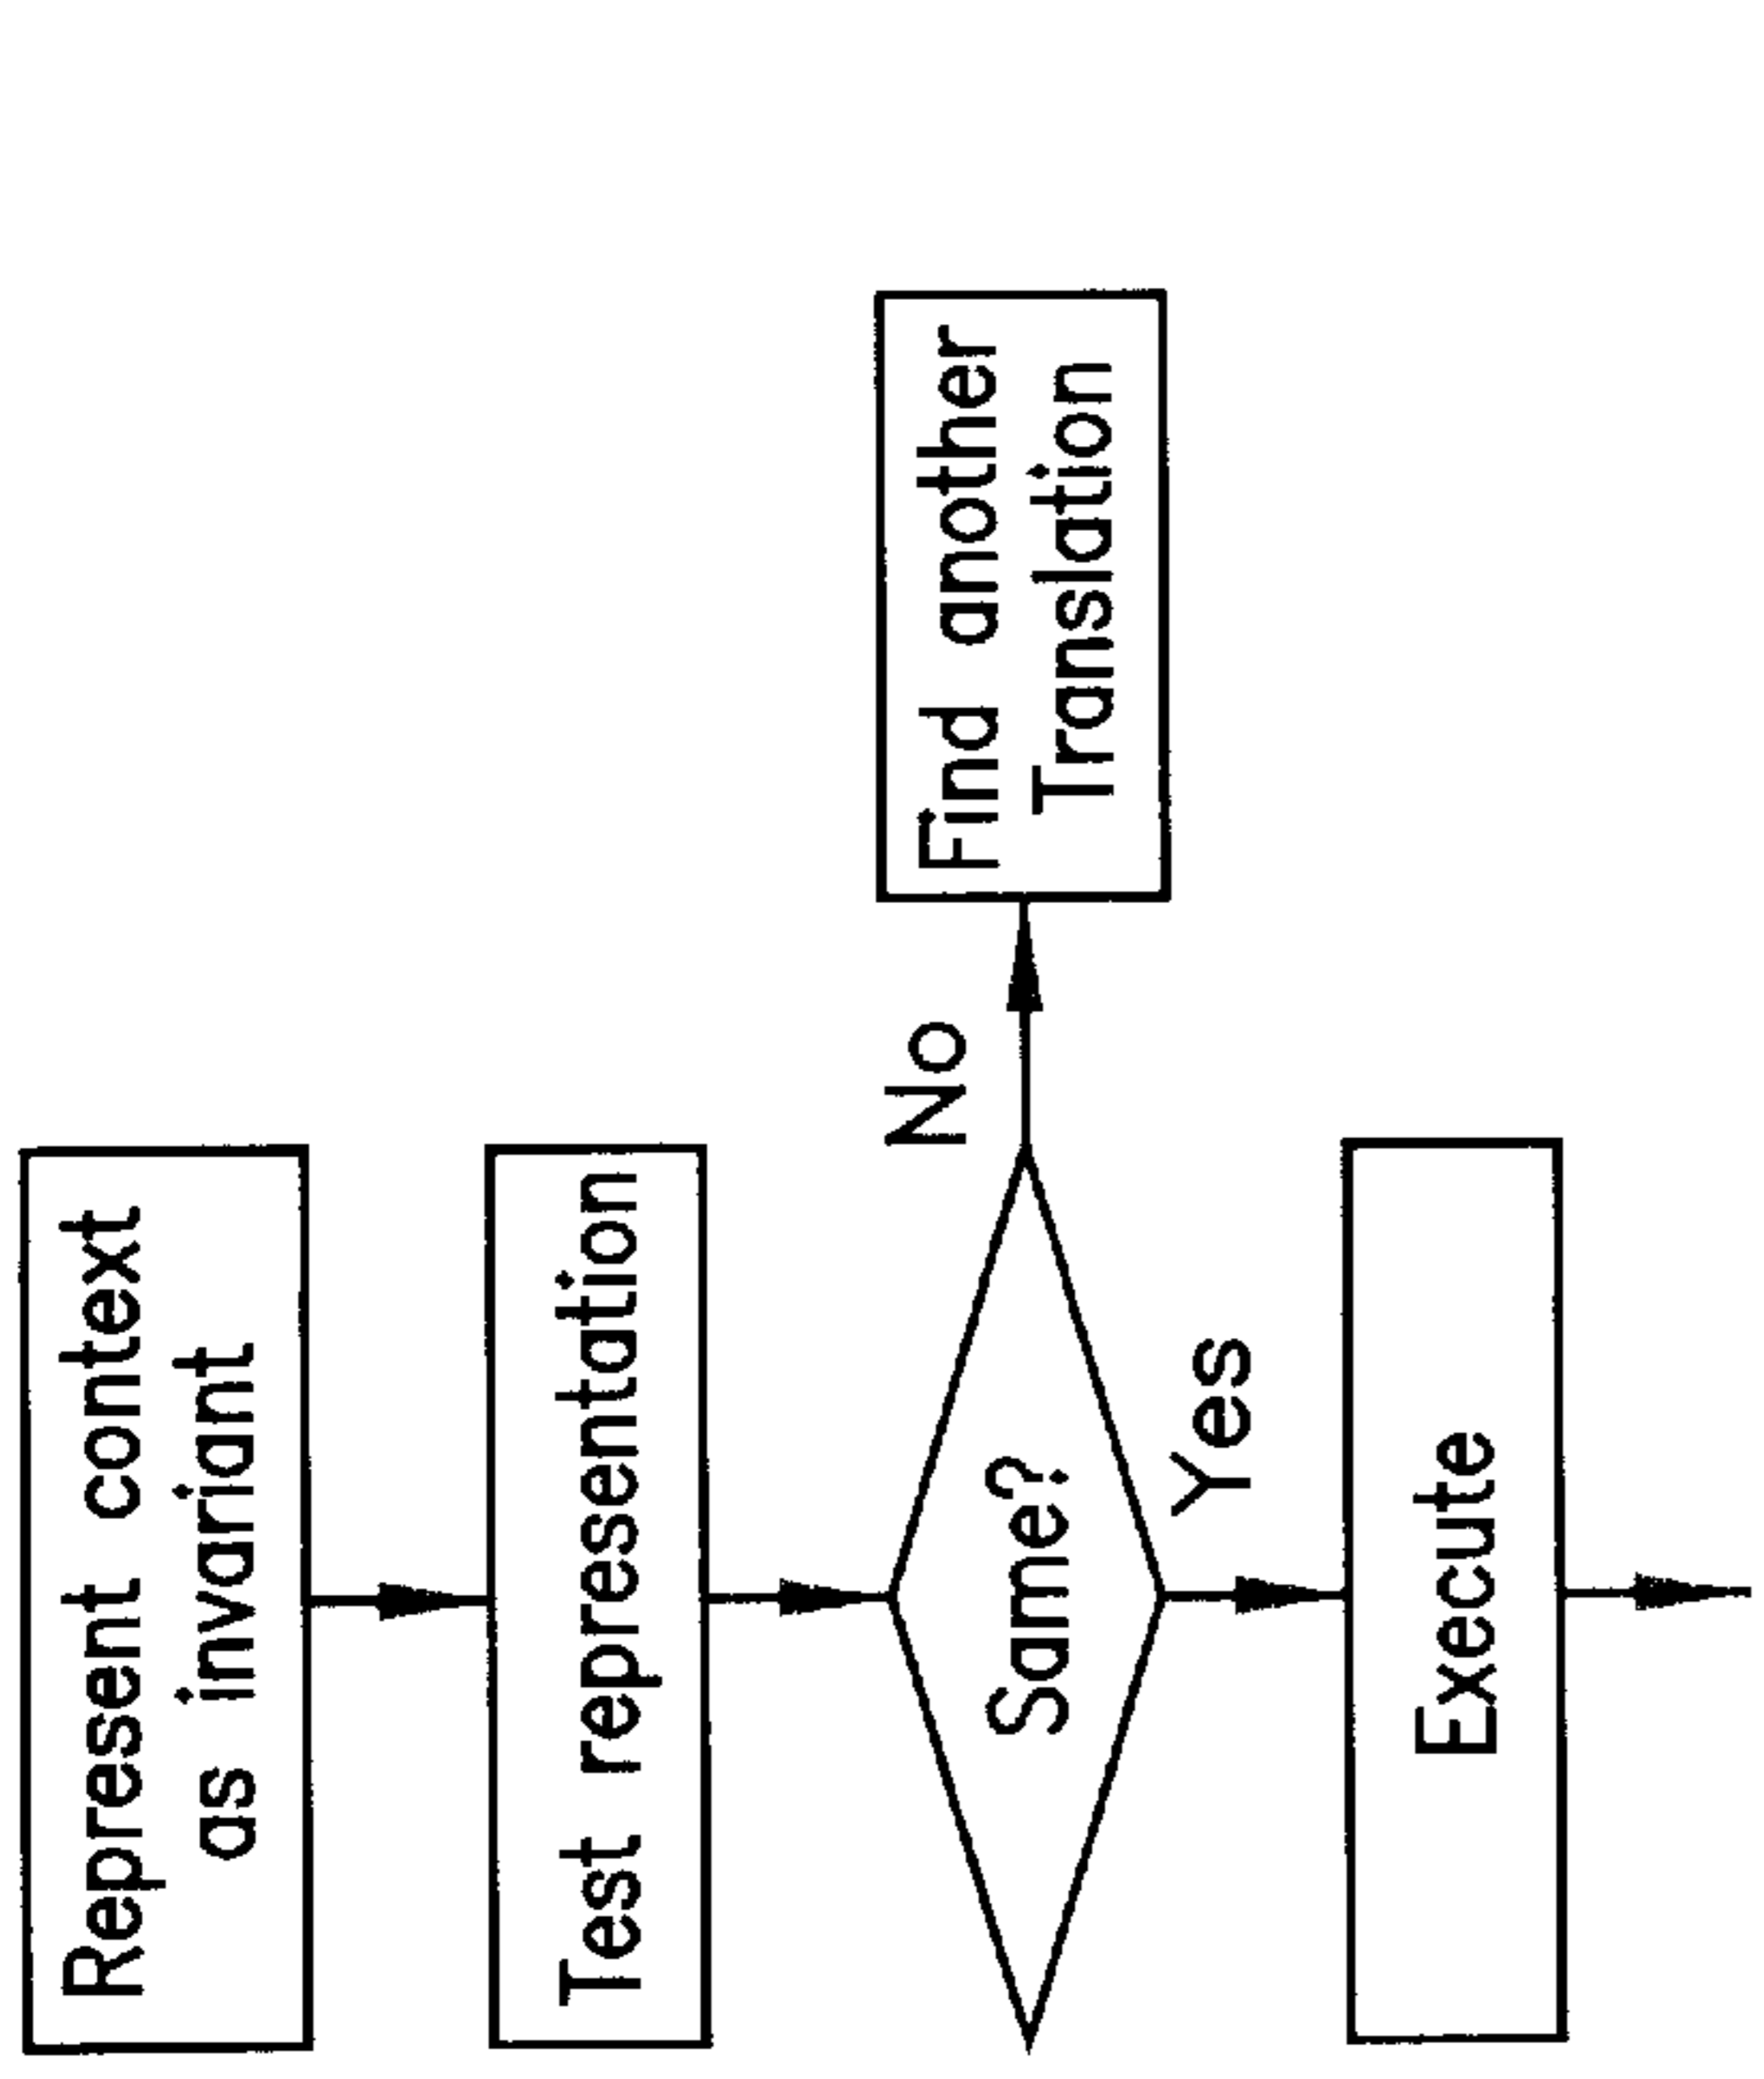 Represent context
as invariant
Test representation
Same?
No
Find another
Translation
Yes
Execute